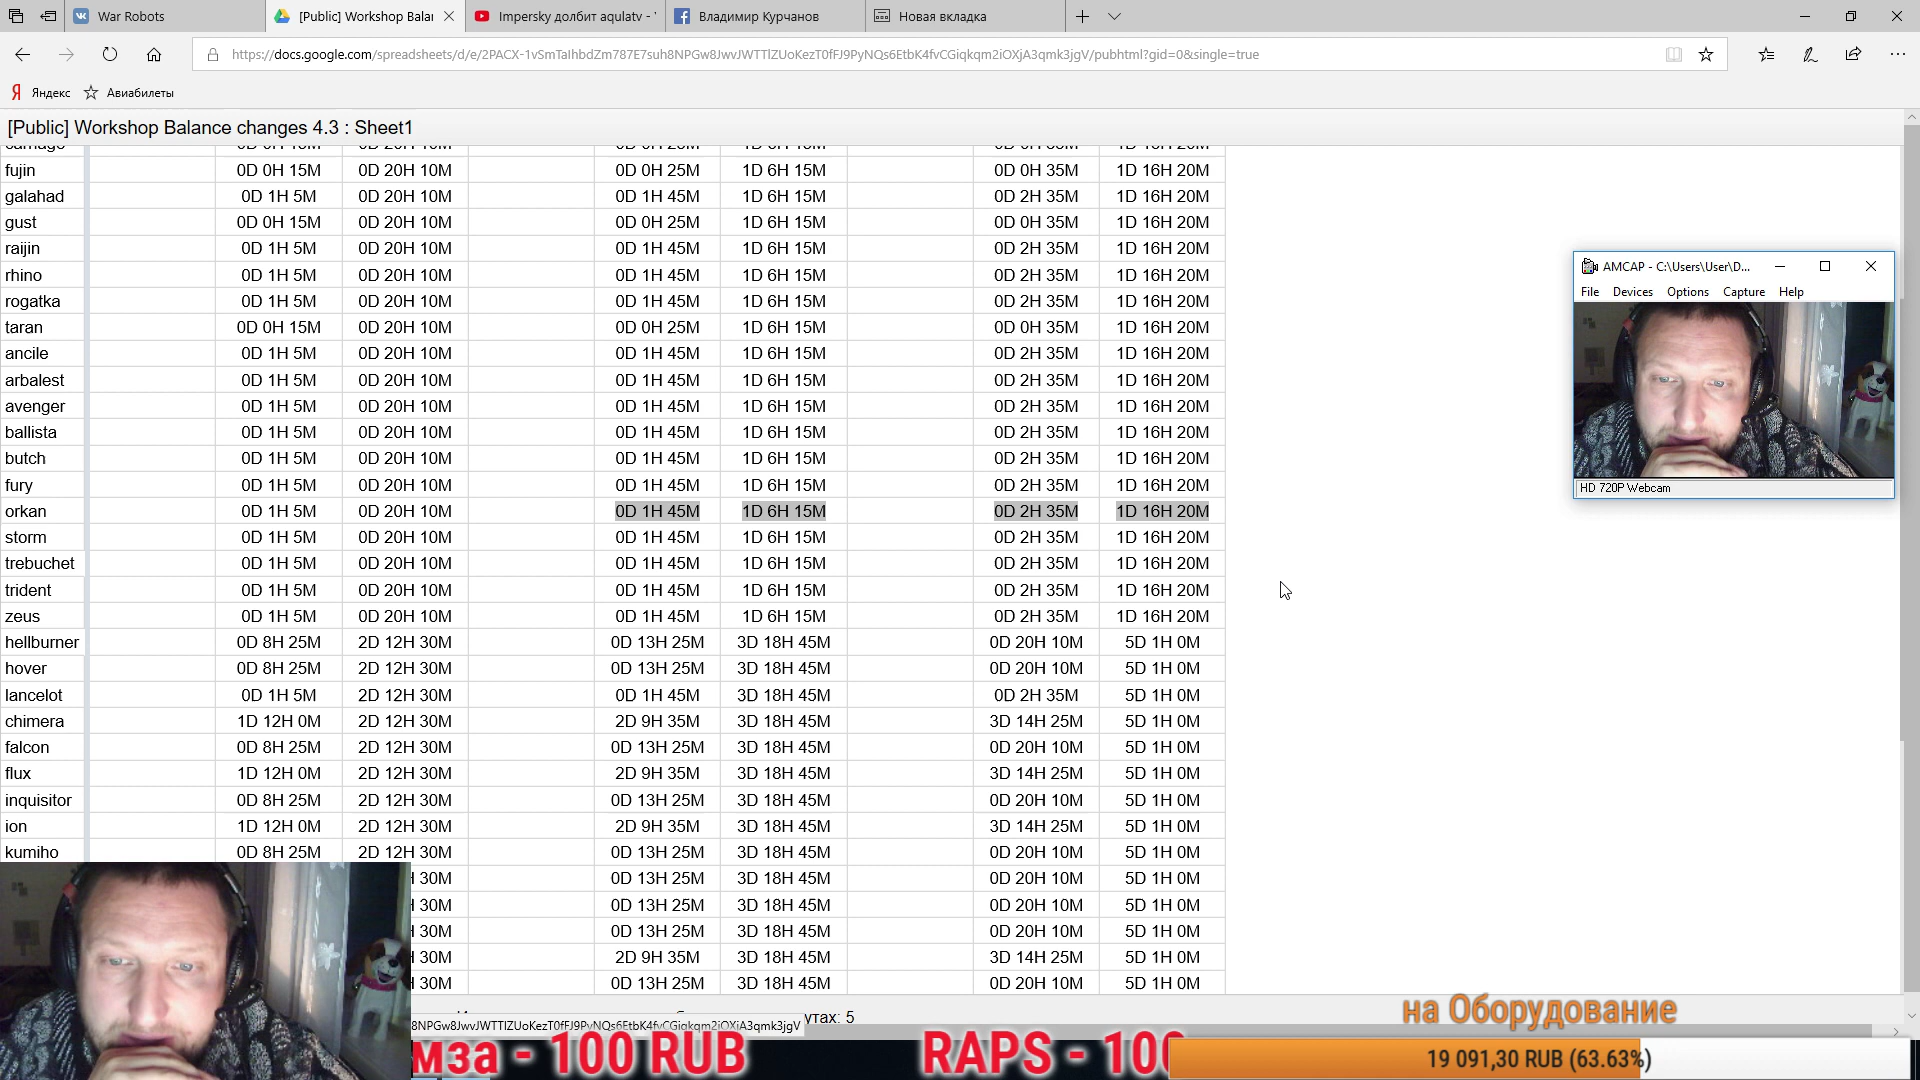 War Robots
[Public] Workshop Balar
Impersky долбит aqulatv - '
Владимир Курчанов
Новая вкладка
https://docs.google.com/spreadsheets/d/e/2PACX-1vSmTaIhbdZm787E7suh8NPGw8JwvJWTTlZUoKezT0fFJ9PyNQs6EtbK4fvCGiqkqm2iOXjA3qmk3jgV/pubhtml?gid=0&single=true
Яндекс Авиабилеты
[Public] Workshop Balance changes 4.3 : Sheet1
fujin 0D 0H 15M 0D 20H 10M 0D 0H 25M 1D 6H 15M 0D 0H 35M 1D 16H 20M
galahad 0D 1H 5M 0D 20H 10M 0D 1H 45M 1D 6H 15M 0D 2H 35M 1D 16H 20M
gust 0D 0H 15M 0D 20H 10M 0D 0H 25M 1D 6H 15M 0D 0H 35M 1D 16H 20M
raijin 0D 1H 5M 0D 20H 10M 0D 1H 45M 1D 6H 15M 0D 2H 35M 1D 16H 20M
rhino 0D 1H 5M 0D 20H 10M 0D 1H 45M 1D 6H 15M 0D 2H 35M 1D 16H 20M
rogatka 0D 1H 5M 0D 20H 10M 0D 1H 45M 1D 6H 15M 0D 2H 35M 1D 16H 20M
taran 0D 0H 15M 0D 20H 10M 0D 0H 25M 1D 6H 15M 0D 0H 35M 1D 16H 20M
ancile 0D 1H 5M 0D 20H 10M 0D 1H 45M 1D 6H 15M 0D 2H 35M 1D 16H 20M
arbalest 0D 1H 5M 0D 20H 10M 0D 1H 45M 1D 6H 15M 0D 2H 35M 1D 16H 20M
avenger 0D 1H 5M 0D 20H 10M 0D 1H 45M 1D 6H 15M 0D 2H 35M 1D 16H 20M
ballista 0D 1H 5M 0D 20H 10M 0D 1H 45M 1D 6H 15M 0D 2H 35M 1D 16H 20M
butch 0D 1H 5M 0D 20H 10M 0D 1H 45M 1D 6H 15M 0D 2H 35M 1D 16H 20M
fury 0D 1H 5M 0D 20H 10M 0D 1H 45M 1D 6H 15M 0D 2H 35M 1D 16H 20M
orkan 0D 1H 5M 0D 20H 10M 0D 1H 45M 1D 6H 15M 0D 2H 35M 1D 16H 20M
storm 0D 1H 5M 0D 20H 10M 0D 1H 45M 1D 6H 15M 0D 2H 35M 1D 16H 20M
trebuchet 0D 1H 5M 0D 20H 10M 0D 1H 45M 1D 6H 15M 0D 2H 35M 1D 16H 20M
trident 0D 1H 5M 0D 20H 10M 0D 1H 45M 1D 6H 15M 0D 2H 35M 1D 16H 20M
zeus 0D 1H 5M 0D 20H 10M 0D 1H 45M 1D 6H 15M 0D 2H 35M 1D 16H 20M
hellburner 0D 8H 25M 2D 12H 30M 0D 13H 25M 3D 18H 45M 0D 20H 10M 5D 1H 0M
hover 0D 8H 25M 2D 12H 30M 0D 13H 25M 3D 18H 45M 0D 20H 10M 5D 1H 0M
lancelot 0D 1H 5M 2D 12H 30M 0D 1H 45M 3D 18H 45M 0D 2H 35M 5D 1H 0M
chimera 1D 12H 0M 2D 12H 30M 2D 9H 35M 3D 18H 45M 3D 14H 25M 5D 1H 0M
falcon 0D 8H 25M 2D 12H 30M 0D 13H 25M 3D 18H 45M 0D 20H 10M 5D 1H 0M
flux 1D 12H 0M 2D 12H 30M 2D 9H 35M 3D 18H 45M 3D 14H 25M 5D 1H 0M
inquisitor 0D 8H 25M 2D 12H 30M 0D 13H 25M 3D 18H 45M 0D 20H 10M 5D 1H 0M
ion 1D 12H 0M 2D 12H 30M 2D 9H 35M 3D 18H 45M 3D 14H 25M 5D 1H 0M
kumiho 0D 8H 25M 2D 12H 30M 0D 13H 25M 3D 18H 45M 0D 20H 10M 5D 1H 0M
30M 0D 13H 25M 3D 18H 45M 0D 20H 10M 5D 1H 0M
30M 0D 13H 25M 3D 18H 45M 0D 20H 10M 5D 1H 0M
30M 0D 13H 25M 3D 18H 45M 0D 20H 10M 5D 1H 0M
30M 2D 9H 35M 3D 18H 45M 3D 14H 25M 5D 1H 0M
30M 0D 13H 25M 3D 18H 45M 0D 20H 10M 5D 1H 0M
AMCAP - C:\Users\User\D...
File Devices Options Capture Help
HD 720P Webcam
утах: 5
8NPGw8JwvJWTTlZUoKezT0fFJ9PyNQs6EtbK4fvCGiqkqm2iOXjA3qmk3jgV
мза - 100 RUB RAPS - 100
на Оборудование
19 091,30 RUB (63.63%)